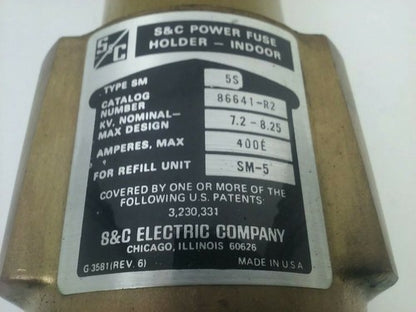 S/C
S&C POWER FUSE
HOLDER — INDOOR
TYPE SM 5S
CATALOG
NUMBER 86641-R2
KV, NOMINAL-
MAX DESIGN 7.2-8.25
AMPERES, MAX 400E
FOR REFILL UNIT SM-5
COVERED BY ONE OR MORE OF THE
FOLLOWING U.S. PATENTS:
3,230,331
S&C ELECTRIC COMPANY
CHICAGO, ILLINOIS 60626
G 3581 (REV. 6) MADE IN U.S.A